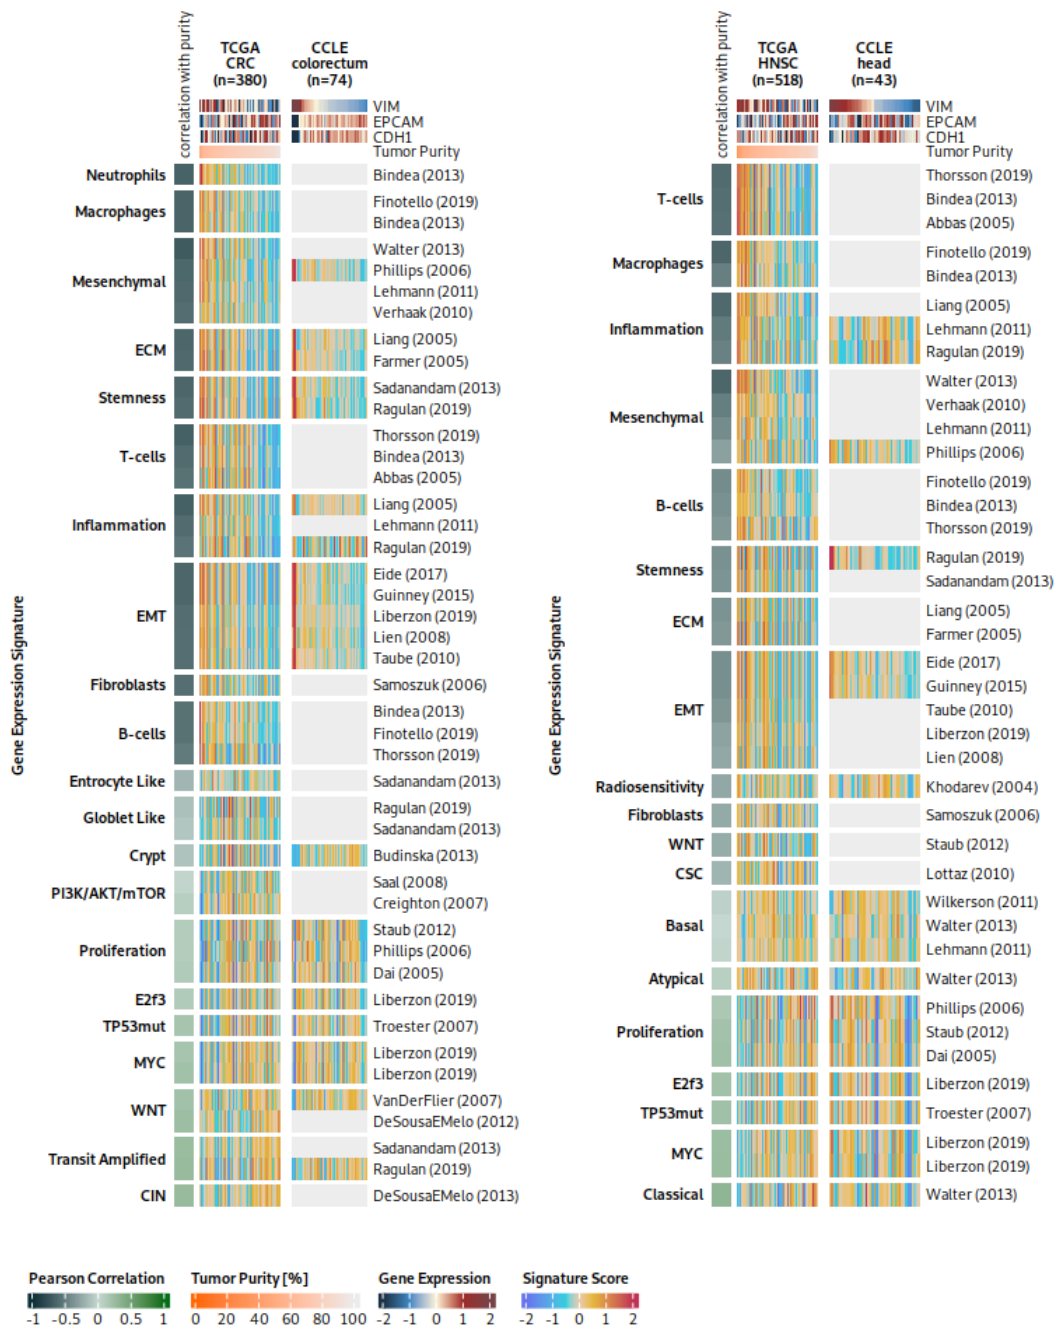 correlation with purity
TCGA
CRC
(n=380)
CCLE
colorectum
(n=74)
VIM
EPCAM
CDH1
Tumor Purity
Gene Expression Signature
Neutrophils
Bindea (2013)
Macrophages
Finotello (2019)
Bindea (2013)
Mesenchymal
Walter (2013)
Phillips (2006)
Lehmann (2011)
Verhaak (2010)
ECM
Liang (2005)
Farmer (2005)
Stemness
Sadanandam (2013)
Ragulan (2019)
T-cells
Thorsson (2019)
Bindea (2013)
Abbas (2005)
Inflammation
Liang (2005)
Lehmann (2011)
Ragulan (2019)
EMT
Eide (2017)
Guinney (2015)
Liberzon (2019)
Lien (2008)
Taube (2010)
Fibroblasts
Samoszuk (2006)
B-cells
Bindea (2013)
Finotello (2019)
Thorsson (2019)
Entrocyte Like
Sadanandam (2013)
Globlet Like
Ragulan (2019)
Sadanandam (2013)
Crypt
Budinska (2013)
PI3K/AKT/mTOR
Saal (2008)
Creighton (2007)
Proliferation
Staub (2012)
Phillips (2006)
Dai (2005)
E2f3
Liberzon (2019)
TP53mut
Troester (2007)
MYC
Liberzon (2019)
Liberzon (2019)
WNT
VanDerFlier (2007)
DeSousaEMelo (2012)
Transit Amplified
Sadanandam (2013)
Ragulan (2019)
CIN
DeSousaEMelo (2013)
correlation with purity
TCGA
HNSC
(n=518)
CCLE
head
(n=43)
VIM
EPCAM
CDH1
Tumor Purity
Gene Expression Signature
T-cells
Thorsson (2019)
Bindea (2013)
Abbas (2005)
Macrophages
Finotello (2019)
Bindea (2013)
Inflammation
Liang (2005)
Lehmann (2011)
Ragulan (2019)
Mesenchymal
Walter (2013)
Verhaak (2010)
Lehmann (2011)
Phillips (2006)
B-cells
Finotello (2019)
Bindea (2013)
Thorsson (2019)
Stemness
Ragulan (2019)
Sadanandam (2013)
ECM
Liang (2005)
Farmer (2005)
EMT
Eide (2017)
Guinney (2015)
Taube (2010)
Liberzon (2019)
Lien (2008)
Radiosensitivity
Khodarev (2004)
Fibroblasts
Samoszuk (2006)
WNT
Staub (2012)
CSC
Lottaz (2010)
Basal
Wilkerson (2011)
Walter (2013)
Lehmann (2011)
Atypical
Walter (2013)
Proliferation
Phillips (2006)
Staub (2012)
Dai (2005)
E2f3
Liberzon (2019)
TP53mut
Troester (2007)
MYC
Liberzon (2019)
Liberzon (2019)
Classical
Walter (2013)
Pearson Correlation
-1 -0.5 0 0.5 1
Tumor Purity [%]
0 20 40 60 80 100
Gene Expression
-2 -1 0 1 2
Signature Score
-2 -1 0 1 2